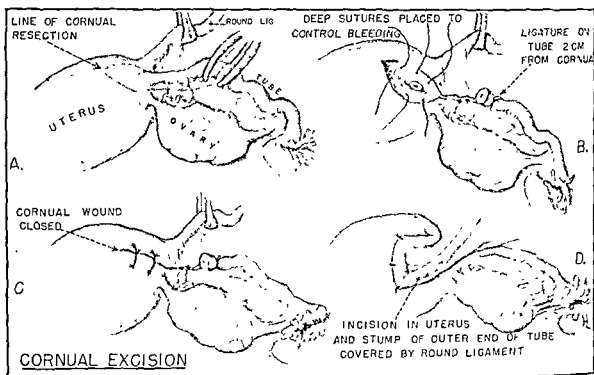 LINE OF CORNUAL
RESECTION
ROUND LIG
UTERUS
OVARY
TUBE
A.
DEEP SUTURES PLACED TO
CONTROL BLEEDING
LIGATURE ON
TUBE 2 CM
FROM CORNUA
B.
CORNUAL WOUND
CLOSED
C
D.
INCISION IN UTERUS
AND STUMP OF OUTER END OF TUBE
COVERED BY ROUND LIGAMENT
CORNUAL EXCISION